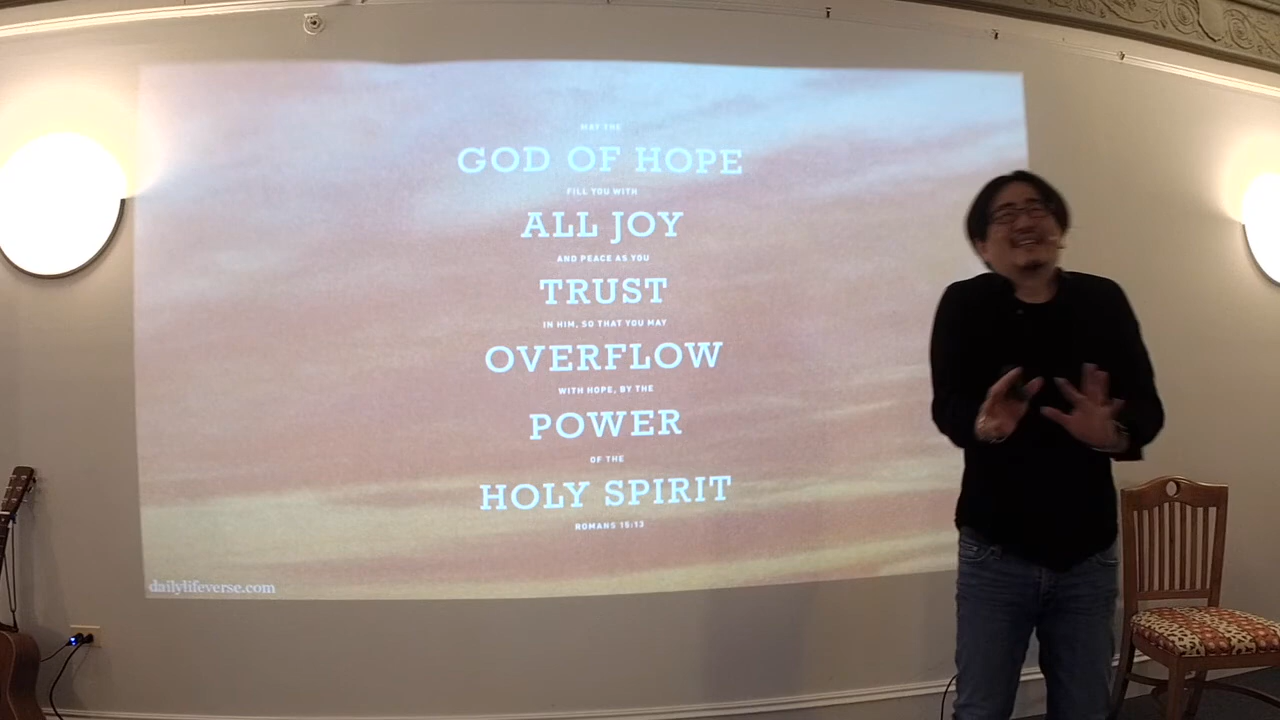 MAY THE
GOD OF HOPE
FILL YOU WITH
ALL JOY
AND PEACE AS YOU
TRUST
IN HIM, SO THAT YOU MAY
OVERFLOW
WITH HOPE, BY THE
POWER
OF THE
HOLY SPIRIT
ROMANS 15:13
dailylifeverse.com